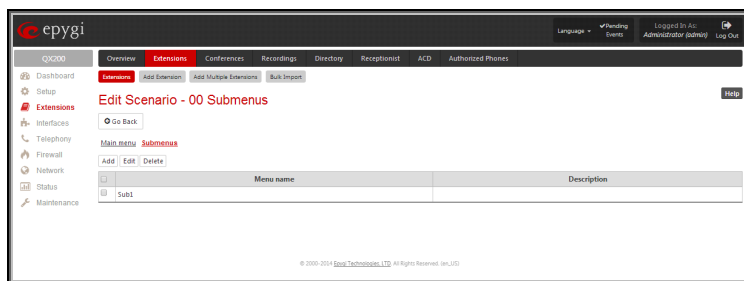 epygi
Language
Pending Events
Logged In As:
Administrator (admin)
Log Out
QX200
Overview Extensions Conferences Recordings Directory Receptionist ACD Authorized Phones
Dashboard
Setup
Extensions
Interfaces
Telephony
Firewall
Network
Status
Maintenance
Extensions Add Extension Add Multiple Extensions Bulk Import
Edit Scenario - 00 Submenus
Help
Go Back
Main menu Submenus
Add Edit Delete
Menu name Description
Sub1
© 2000-2014 Epygi Technologies, LTD. All Rights Reserved. (en_US)